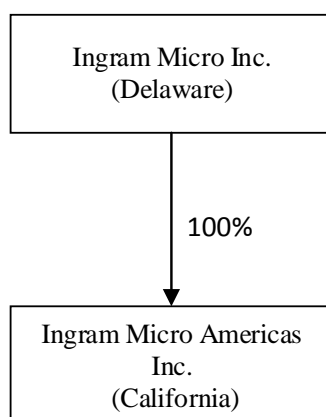 Ingram Micro Inc.
(Delaware)
100%
Ingram Micro Americas
Inc.
(California)